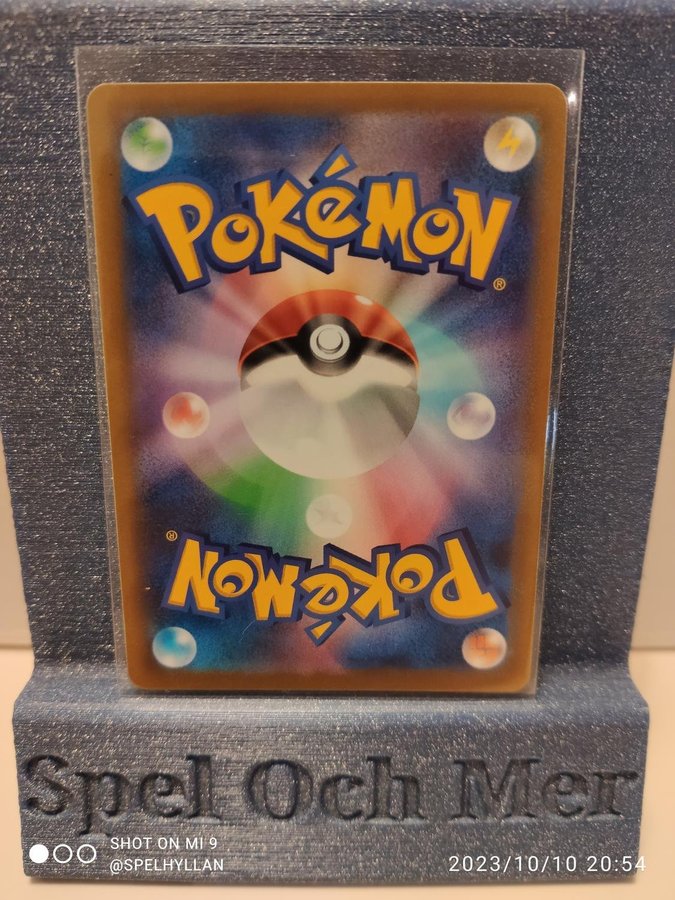 POKéMON
®
POKéMON
®
Spel Och Mer
SHOT ON MI 9
@SPELHYLLAN
2023/10/10 20:54